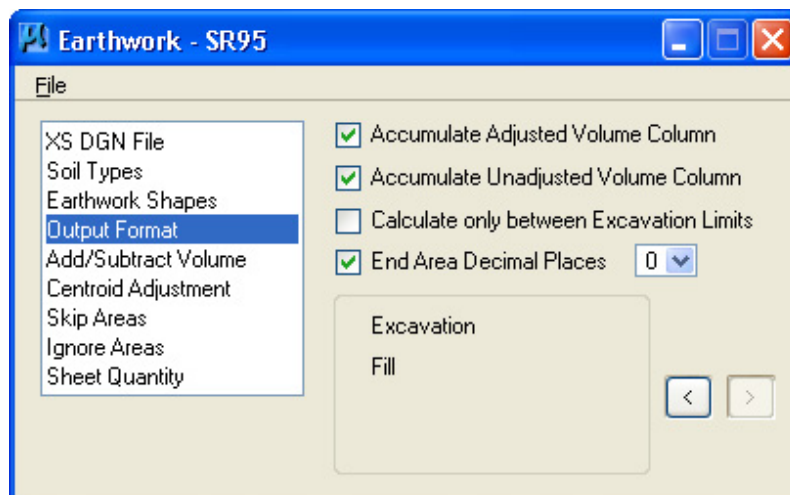 Earthwork - SR95
File
XS DGN File
Soil Types
Earthwork Shapes
Output Format
Add/Subtract Volume
Centroid Adjustment
Skip Areas
Ignore Areas
Sheet Quantity
Accumulate Adjusted Volume Column
Accumulate Unadjusted Volume Column
Calculate only between Excavation Limits
End Area Decimal Places 0
Excavation
Fill
< >